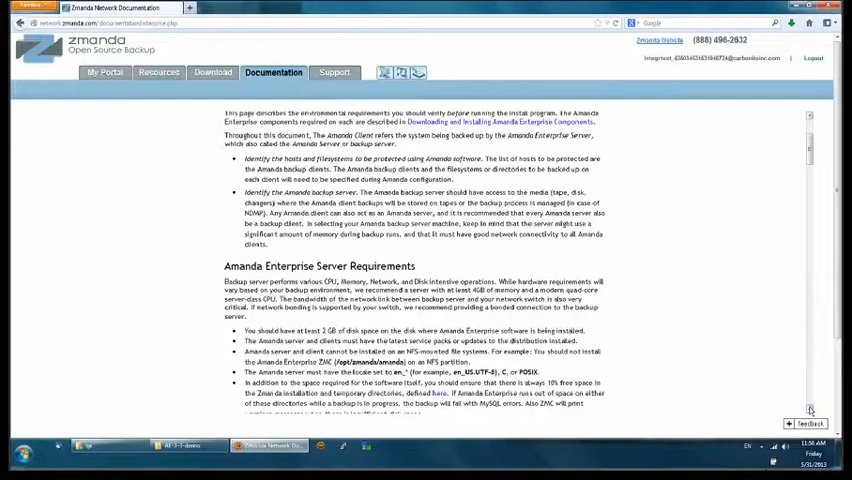 Zmanda Network Documentation
network.zmanda.com/documentation/enterprise.php
Google
zmanda
Open Source Backup
Zmanda Website
(888) 496-2632
Logout
My Portal
Resources
Download
Documentation
Support
This page describes the environmental requirements you should verify before running the install program. The Amanda
Enterprise components required on each are described in Downloading and Installing Amanda Enterprise Components.
Throughout this document, The Amanda Client refers the system being backed up by the Amanda Enterprise Server,
which also called the Amanda Server or backup server.
Identify the hosts and filesystems to be protected using Amanda software. The list of hosts to be protected are
the Amanda backup clients. The Amanda backup clients and the filesystems or directories to be backed up on
each client will need to be specified during Amanda configuration.
Identify the Amanda backup server. The Amanda backup server should have access to the media (tape, disk,
changers) where the Amanda client backups will be stored on tapes or the backup process is managed (in case of
NDMP). Any Amanda client can also act as an Amanda server, and it is recommended that every Amanda server also
be a backup client. In selecting your Amanda backup server machine, keep in mind that the server might use a
significant amount of memory during backup runs, and that it must have good network connectivity to all Amanda
clients.
Amanda Enterprise Server Requirements
Backup server performs various CPU, Memory, Network, and Disk intensive operations. While hardware requirements will
vary based on your backup environment, we recommend a server with at least 4GB of memory and a modern quad-core
server-class CPU. The bandwidth of the network link between backup server and your network switch is also very
critical. If network bonding is supported by your switch, we recommend providing a bonded connection to the backup
server.
You should have at least 2 GB of disk space on the disk where Amanda Enterprise software is being installed.
The Amanda server and clients must have the latest service packs or updates to the distribution installed.
Amanda server and client cannot be installed on an NFS-mounted file systems. For example: You should not install
the Amanda Enterprise ZMC (/opt/zmanda/amanda) on an NFS partition.
The Amanda server must have the locale set to en_* (for example, en_US.UTF-8), C, or POSIX.
In addition to the space required for the software itself, you should ensure that there is always 10% free space in
the Zmanda installation and temporary directories, defined here. If Amanda Enterprise runs out of space on either
of these directories while a backup is in progress, the backup will fail with MySQL errors. Also ZMC will print
feedback
qa
AE-3-3-demo
Zmanda Network Do...
EN
11:58 AM
Friday
5/31/2013